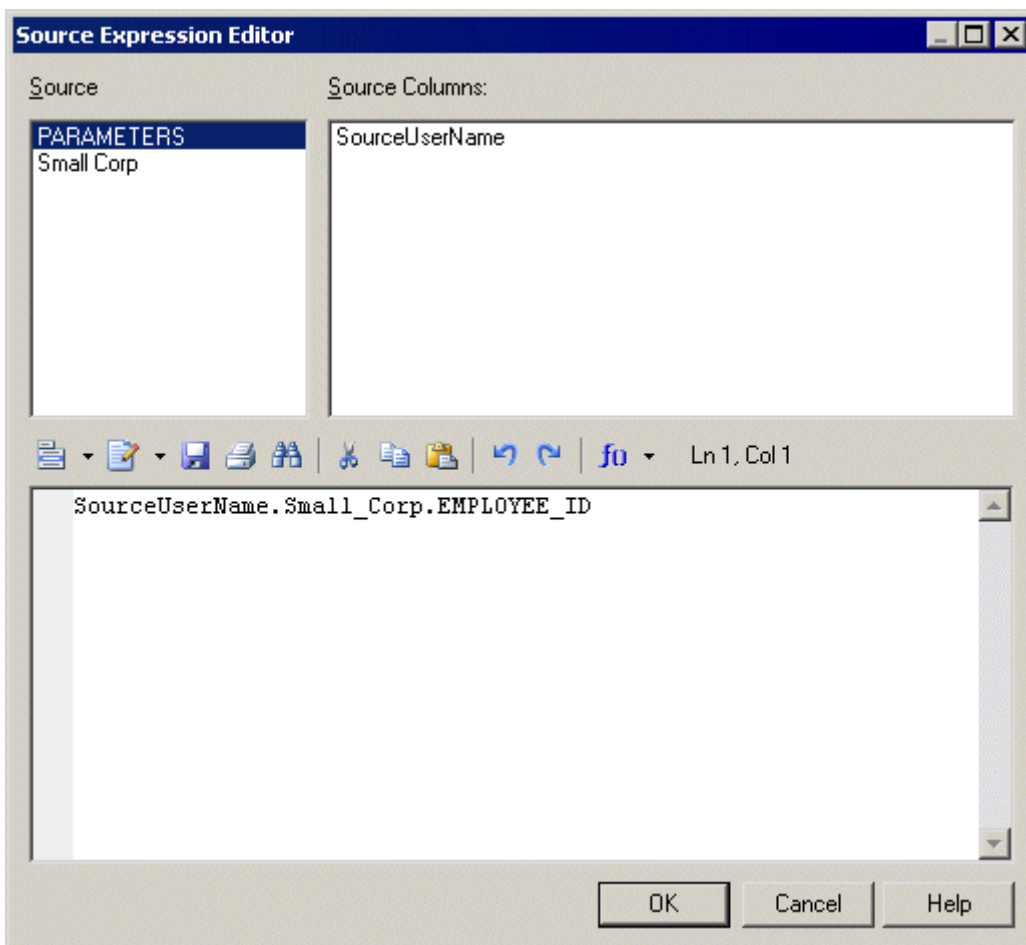 Source Expression Editor
Source
Source Columns:
PARAMETERS
Small Corp
SourceUserName
fo
Ln 1, Col 1
SourceUserName.Small_Corp.EMPLOYEE_ID
OK
Cancel
Help